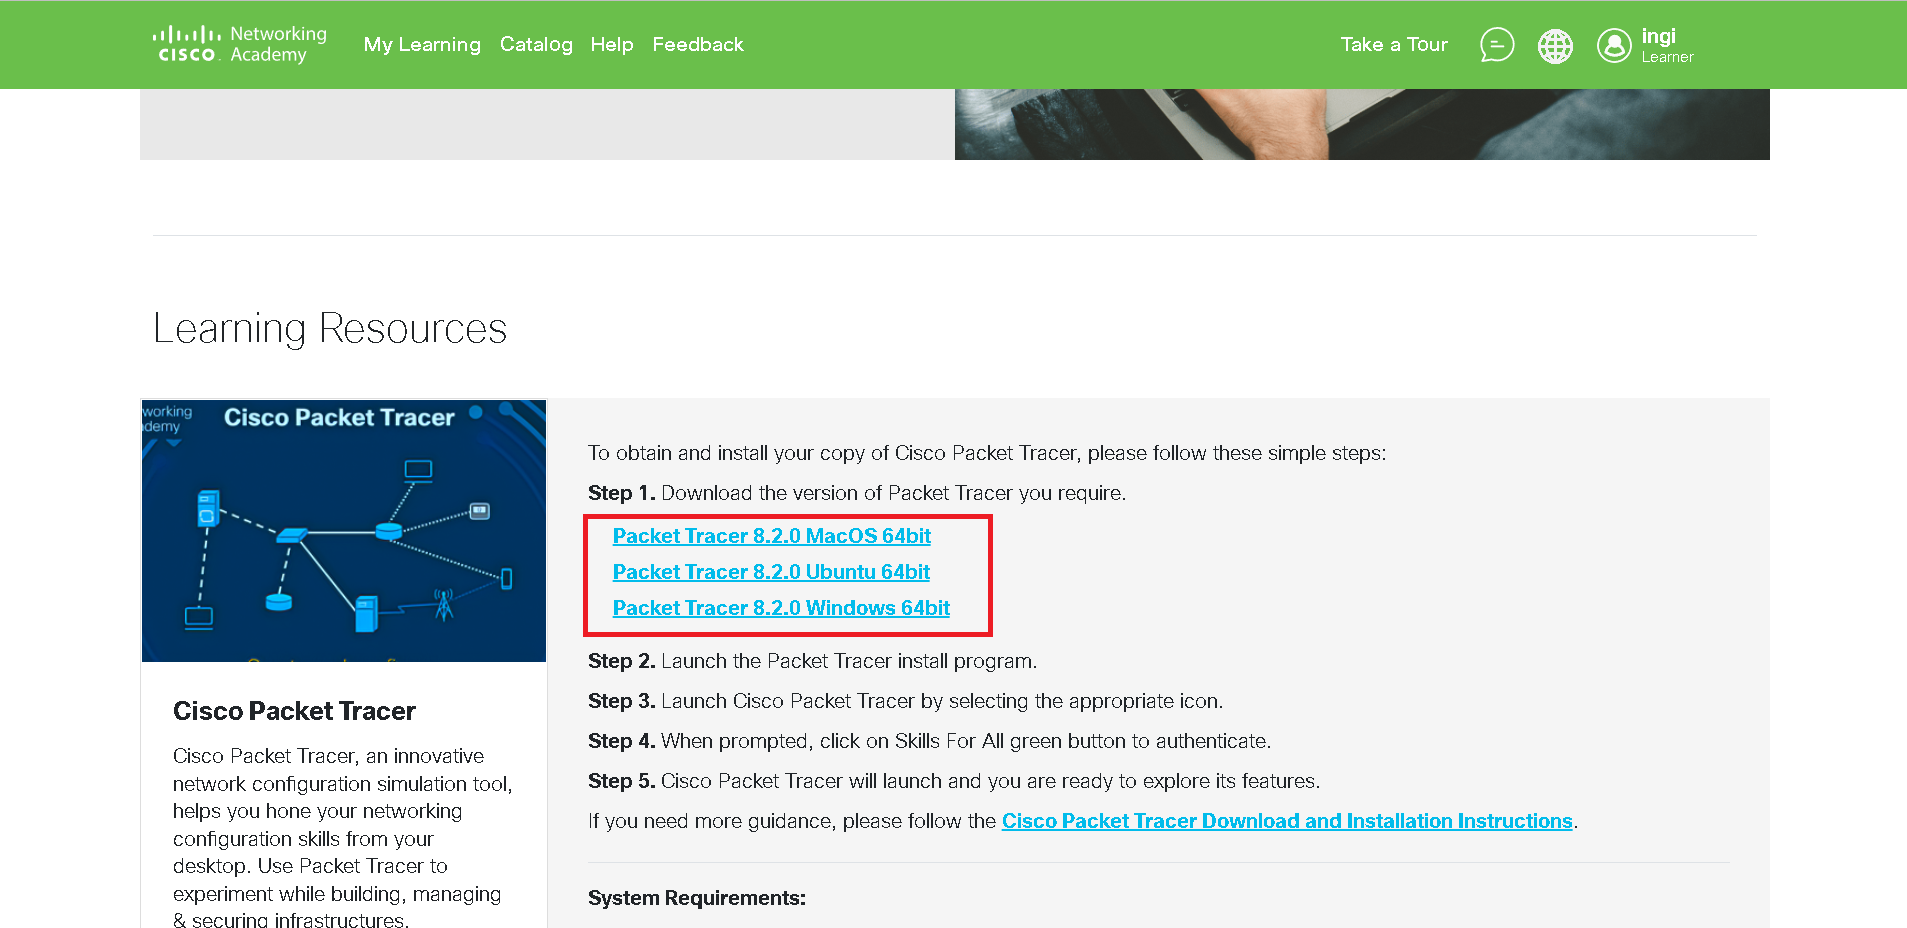 CISCO. Networking Academy
My Learning Catalog Help Feedback
Take a Tour
ingi
Learner
Learning Resources
working
demy
Cisco Packet Tracer
Cisco Packet Tracer
Cisco Packet Tracer, an innovative
network configuration simulation tool,
helps you hone your networking
configuration skills from your
desktop. Use Packet Tracer to
experiment while building, managing
& securing infrastructures.
To obtain and install your copy of Cisco Packet Tracer, please follow these simple steps:
Step 1. Download the version of Packet Tracer you require.
Packet Tracer 8.2.0 MacOS 64bit
Packet Tracer 8.2.0 Ubuntu 64bit
Packet Tracer 8.2.0 Windows 64bit
Step 2. Launch the Packet Tracer install program.
Step 3. Launch Cisco Packet Tracer by selecting the appropriate icon.
Step 4. When prompted, click on Skills For All green button to authenticate.
Step 5. Cisco Packet Tracer will launch and you are ready to explore its features.
If you need more guidance, please follow the Cisco Packet Tracer Download and Installation Instructions.
System Requirements: